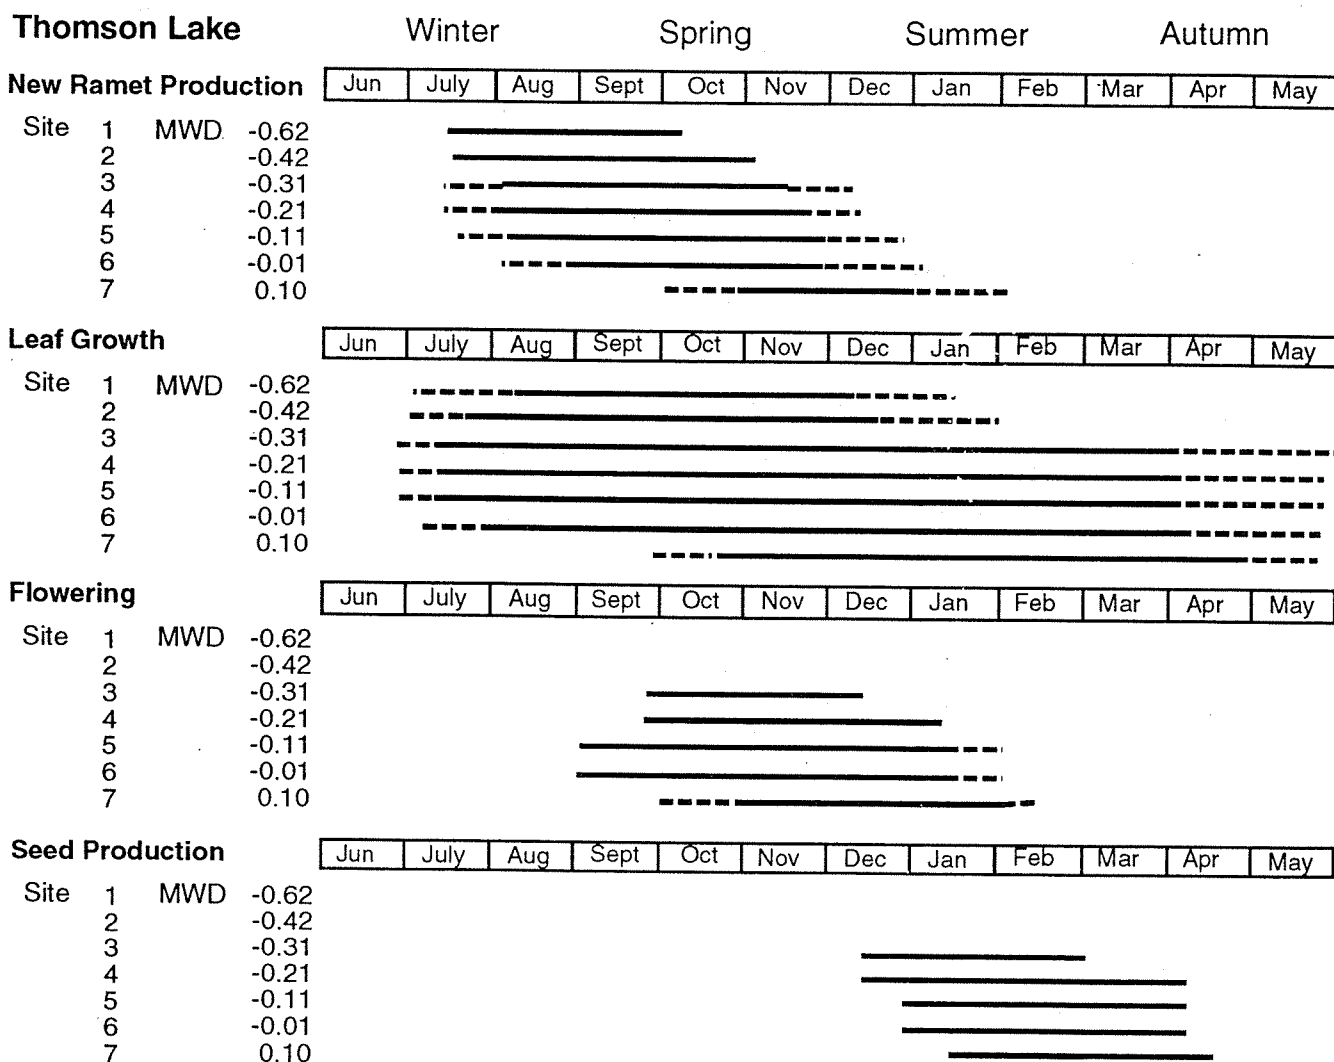 Thomson Lake Winter Spring Summer Autumn
New Ramet Production Jun July Aug Sept Oct Nov Dec Jan Feb Mar Apr May
Site 1 MWD -0.62
2 -0.42
3 -0.31
4 -0.21
5 -0.11
6 -0.01
7 0.10
Leaf Growth Jun July Aug Sept Oct Nov Dec Jan Feb Mar Apr May
Site 1 MWD -0.62
2 -0.42
3 -0.31
4 -0.21
5 -0.11
6 -0.01
7 0.10
Flowering Jun July Aug Sept Oct Nov Dec Jan Feb Mar Apr May
Site 1 MWD -0.62
2 -0.42
3 -0.31
4 -0.21
5 -0.11
6 -0.01
7 0.10
Seed Production Jun July Aug Sept Oct Nov Dec Jan Feb Mar Apr May
Site 1 MWD -0.62
2 -0.42
3 -0.31
4 -0.21
5 -0.11
6 -0.01
7 0.10